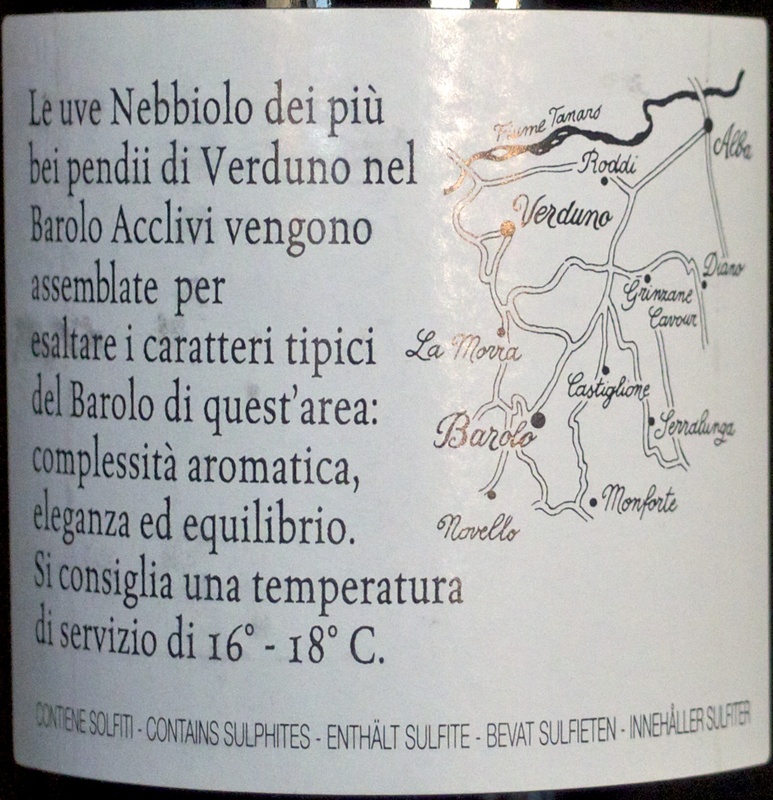 Le uve Nebbiolo dei più
bei pendii di Verduno nel
Barolo Acclivi vengono
assemblate per
esaltare i caratteri tipici
del Barolo di quest'area:
complessità aromatica,
eleganza ed equilibrio.
Si consiglia una temperatura
di servizio di 16° - 18° C.
Fiume Tanaro
Alba
Roddi
Verduno
Diano
Grinzane
Cavour
La Morra
Castiglione
Barolo
Serralunga
Monforte
Novello
CONTIENE SOLFITI - CONTAINS SULPHITES - ENTHÄLT SULFITE - BEVAT SULFIETEN - INNEHÅLLER SULFITER